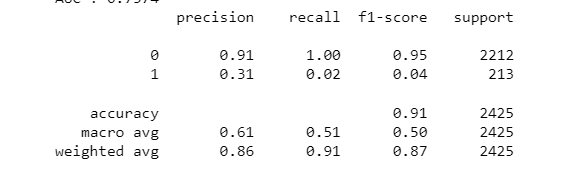 precision recall f1-score support
0 0.91 1.00 0.95 2212
1 0.31 0.02 0.04 213
accuracy 0.91 2425
macro avg 0.61 0.51 0.50 2425
weighted avg 0.86 0.91 0.87 2425